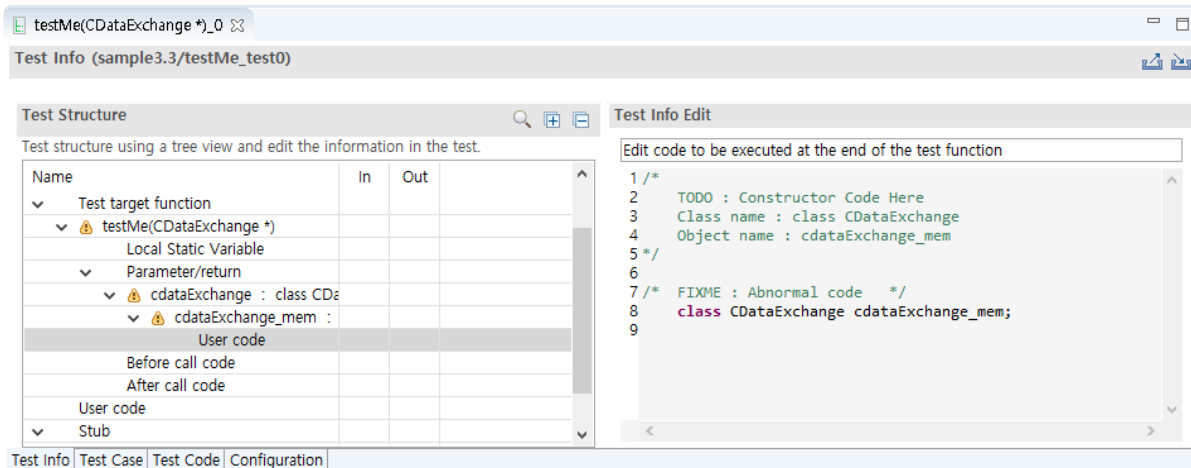 testMe(CDataExchange *)_0
Test Info (sample3.3/testMe_test0)
Test Structure
Test structure using a tree view and edit the information in the test.
Name In Out
Test target function
testMe(CDataExchange *)
Local Static Variable
Parameter/return
cdataExchange : class CDa
cdataExchange_mem :
User code
Before call code
After call code
User code
Stub
Test Info Edit
Edit code to be executed at the end of the test function
1 /*
2 TODO : Constructor Code Here
3 Class name : class CDataExchange
4 Object name : cdataExchange_mem
5 */
6
7 /* FIXME : Abnormal code */
8 class CDataExchange cdataExchange_mem;
9
Test Info Test Case Test Code Configuration